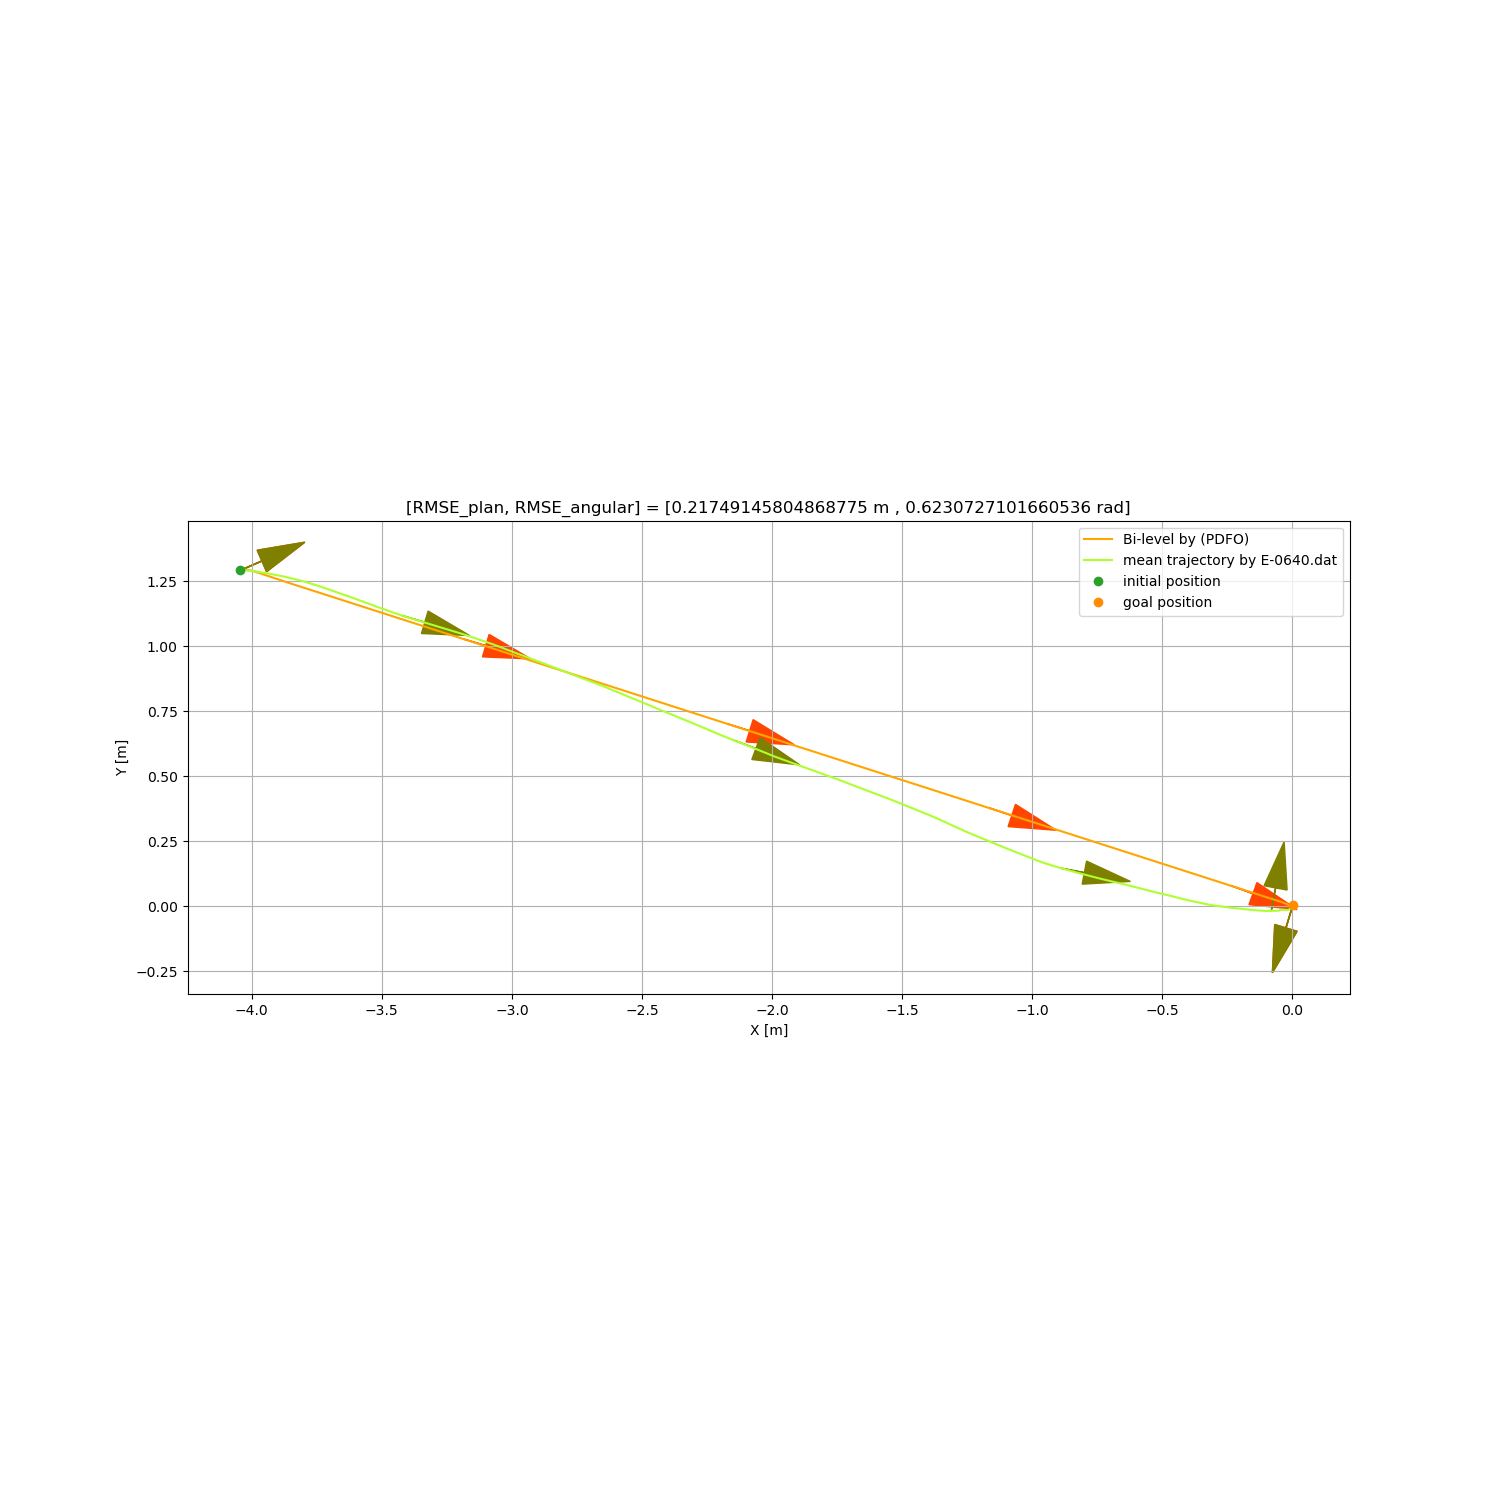 [RMSE_plan, RMSE_angular] = [0.21749145804868775 m , 0.6230727101660536 rad]
Bi-level by (PDFO)
mean trajectory by E-0640.dat
initial position
goal position
1.25
1.00
0.75
0.50
0.25
0.00
−0.25
Y [m]
−4.0 −3.5 −3.0 −2.5 −2.0 −1.5 −1.0 −0.5 0.0
X [m]